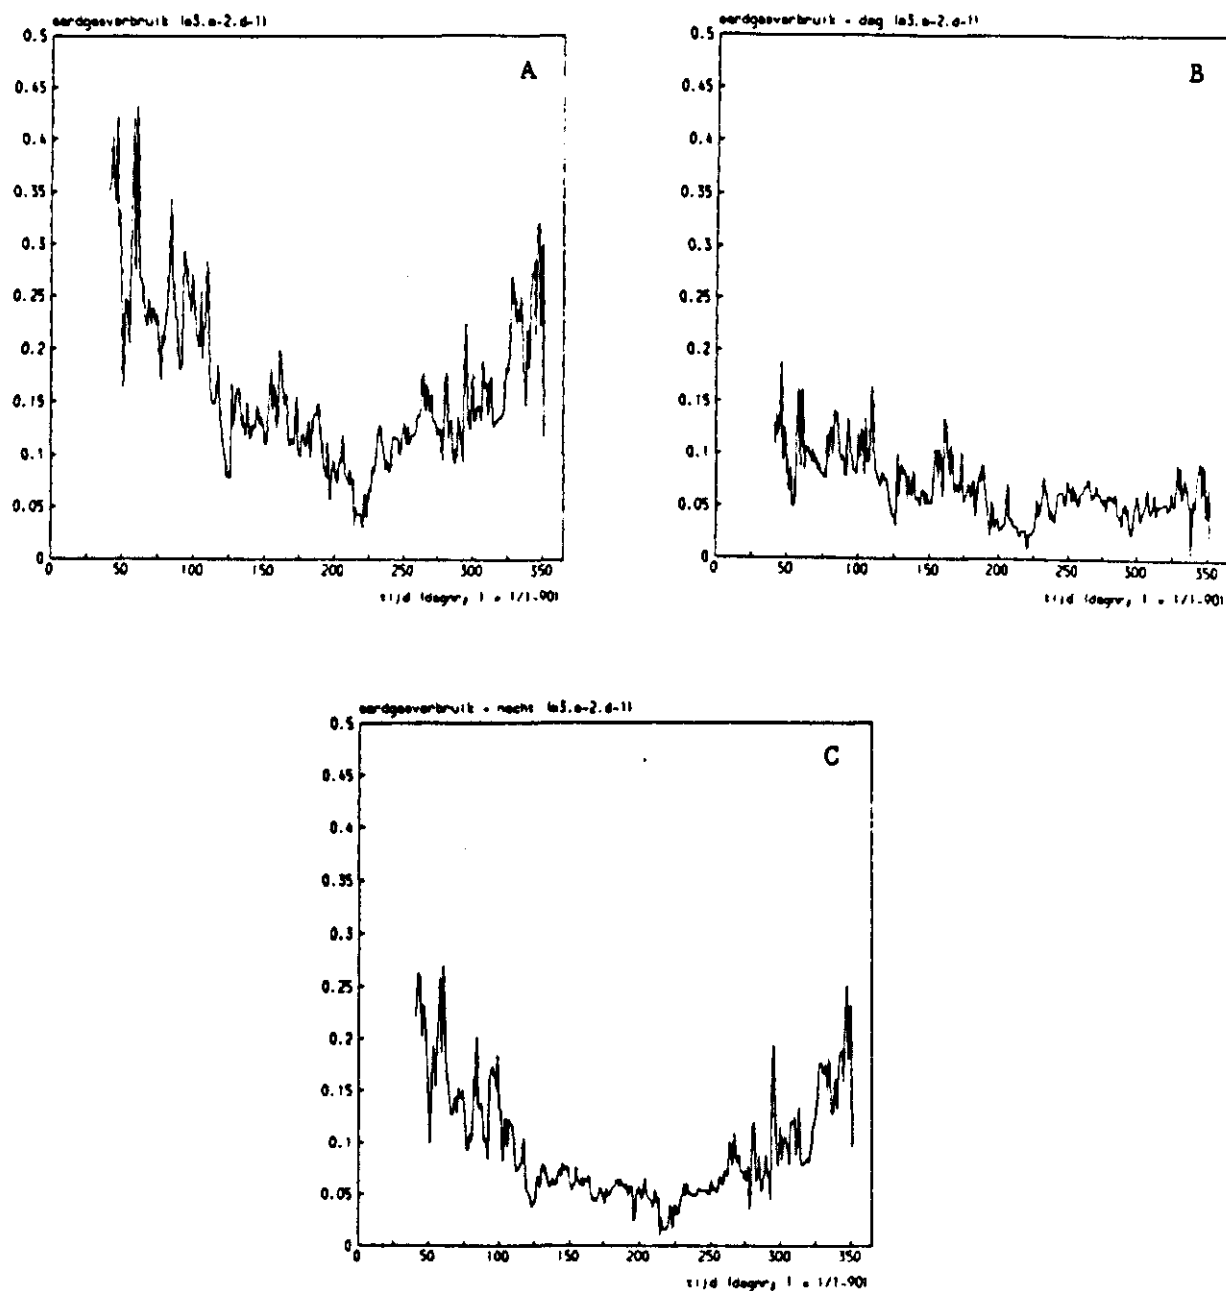 aardgasverbruik (m3.m-2.d-1)
A
0.5
0.45
0.4
0.35
0.3
0.25
0.2
0.15
0.1
0.05
0
0 50 100 150 200 250 300 350
tijd (dagnr, 1 = 1/1-90)
aardgasverbruik - dag (m3.m-2.d-1)
B
0.5
0.45
0.4
0.35
0.3
0.25
0.2
0.15
0.1
0.05
0
0 50 100 150 200 250 300 350
tijd (dagnr, 1 = 1/1-90)
aardgasverbruik - nacht (m3.m-2.d-1)
C
0.5
0.45
0.4
0.35
0.3
0.25
0.2
0.15
0.1
0.05
0
0 50 100 150 200 250 300 350
tijd (dagnr, 1 = 1/1-90)